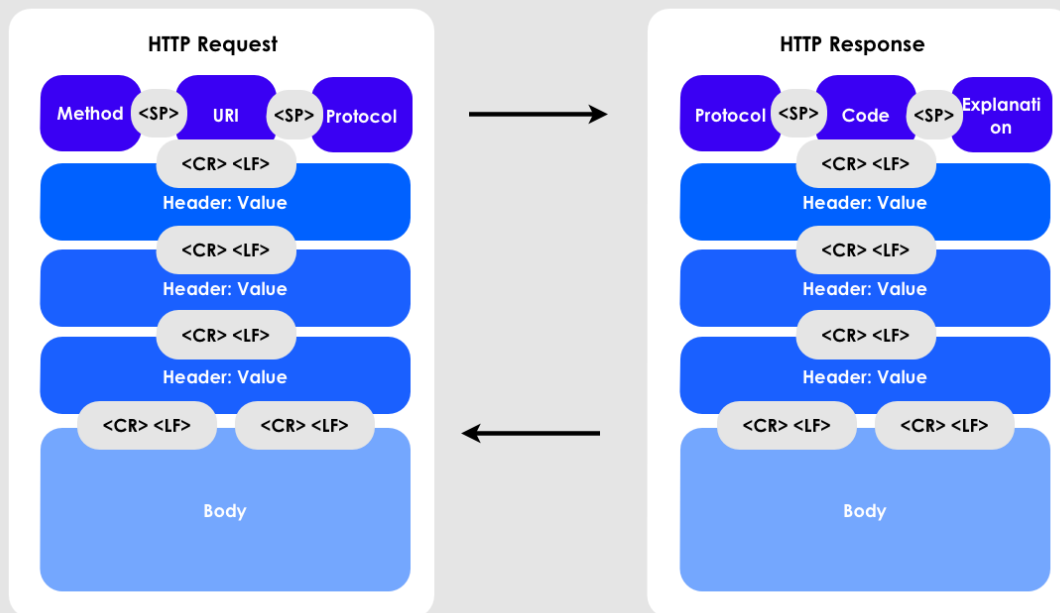 HTTP Request
Method <SP> URI <SP> Protocol
<CR> <LF>
Header: Value
<CR> <LF>
Header: Value
<CR> <LF>
Header: Value
<CR> <LF> <CR> <LF>
Body
HTTP Response
Protocol <SP> Code <SP> Explanati
on
<CR> <LF>
Header: Value
<CR> <LF>
Header: Value
<CR> <LF>
Header: Value
<CR> <LF> <CR> <LF>
Body